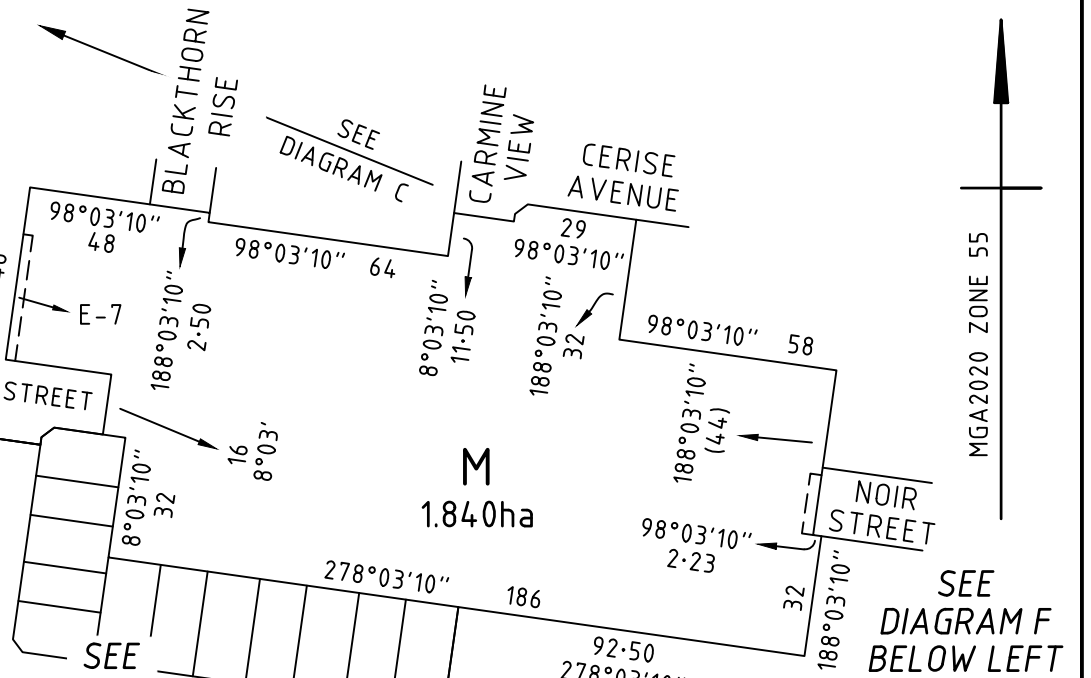 BLACKTHORN
RISE
SEE
DIAGRAM C
CARMINE
VIEW
CERISE
AVENUE
98°03'10"
48
98°03'10" 64
29
98°03'10"
E-7
188°03'10"
2·50
8°03'10"
11·50
188°03'10"
32
98°03'10" 58
MGA2020 ZONE 55
STREET
16
8°03'
188°03'10"
(44)
M
1.840ha
8°03'10"
32
NOIR
STREET
98°03'10"
2·23
278°03'10" 186
32
188°03'10"
92·50
278°03'10"
SEE
SEE
DIAGRAM F
BELOW LEFT